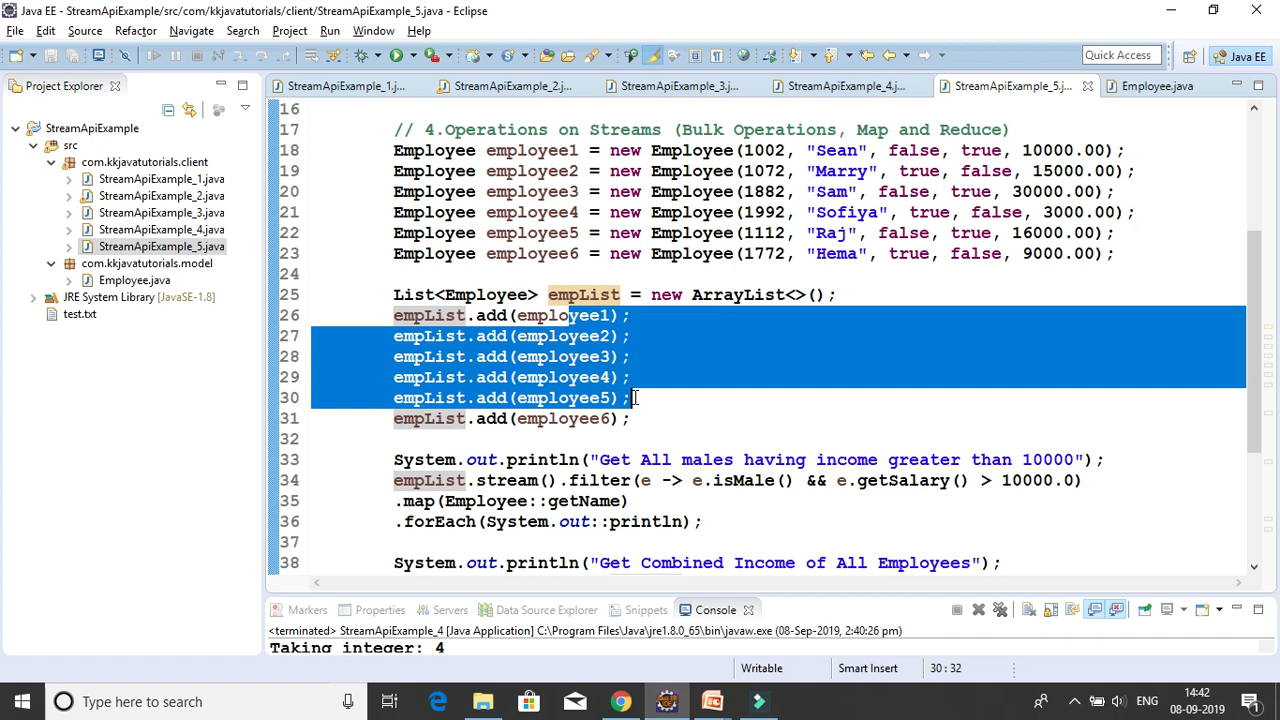 Java EE - StreamApiExample/src/com/kkjavatutorials/client/StreamApiExample_5.java - Eclipse
File Edit Source Refactor Navigate Search Project Run Window Help
Quick Access
Java EE
Project Explorer
StreamApiExample_1.j...
StreamApiExample_2.j...
StreamApiExample_3.j...
StreamApiExample_4.j...
StreamApiExample_5.j...
Employee.java
StreamApiExample
src
com.kkjavatutorials.client
StreamApiExample_1.java
StreamApiExample_2.java
StreamApiExample_3.java
StreamApiExample_4.java
StreamApiExample_5.java
com.kkjavatutorials.model
Employee.java
JRE System Library [JavaSE-1.8]
test.txt
16
17 // 4.Operations on Streams (Bulk Operations, Map and Reduce)
18 Employee employee1 = new Employee(1002, "Sean", false, true, 10000.00);
19 Employee employee2 = new Employee(1072, "Marry", true, false, 15000.00);
20 Employee employee3 = new Employee(1882, "Sam", false, true, 30000.00);
21 Employee employee4 = new Employee(1992, "Sofiya", true, false, 3000.00);
22 Employee employee5 = new Employee(1112, "Raj", false, true, 16000.00);
23 Employee employee6 = new Employee(1772, "Hema", true, false, 9000.00);
24
25 List<Employee> empList = new ArrayList<>();
26 empList.add(employee1);
27 empList.add(employee2);
28 empList.add(employee3);
29 empList.add(employee4);
30 empList.add(employee5);
31 empList.add(employee6);
32
33 System.out.println("Get All males having income greater than 10000");
34 empList.stream().filter(e -> e.isMale() && e.getSalary() > 10000.0)
35 .map(Employee::getName)
36 .forEach(System.out::println);
37
38 System.out.println("Get Combined Income of All Employees");
Markers Properties Servers Data Source Explorer Snippets Console
<terminated> StreamApiExample_4 [Java Application] C:\Program Files\Java\jre1.8.0_65\bin\javaw.exe (08-Sep-2019, 2:40:26 pm)
Taking integer: 4
Writable Smart Insert 30 : 32
Type here to search
ENG
14:42
08-09-2019
1